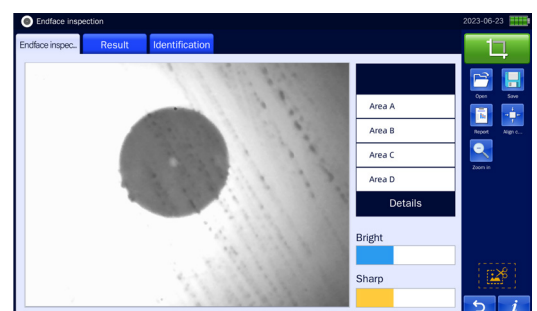 Endface inspection
2023-06-23
Endface inspec..
Result
Identification
Area A
Area B
Area C
Area D
Details
Bright
Sharp
Open
Save
Report
Align c...
Zoom in
i